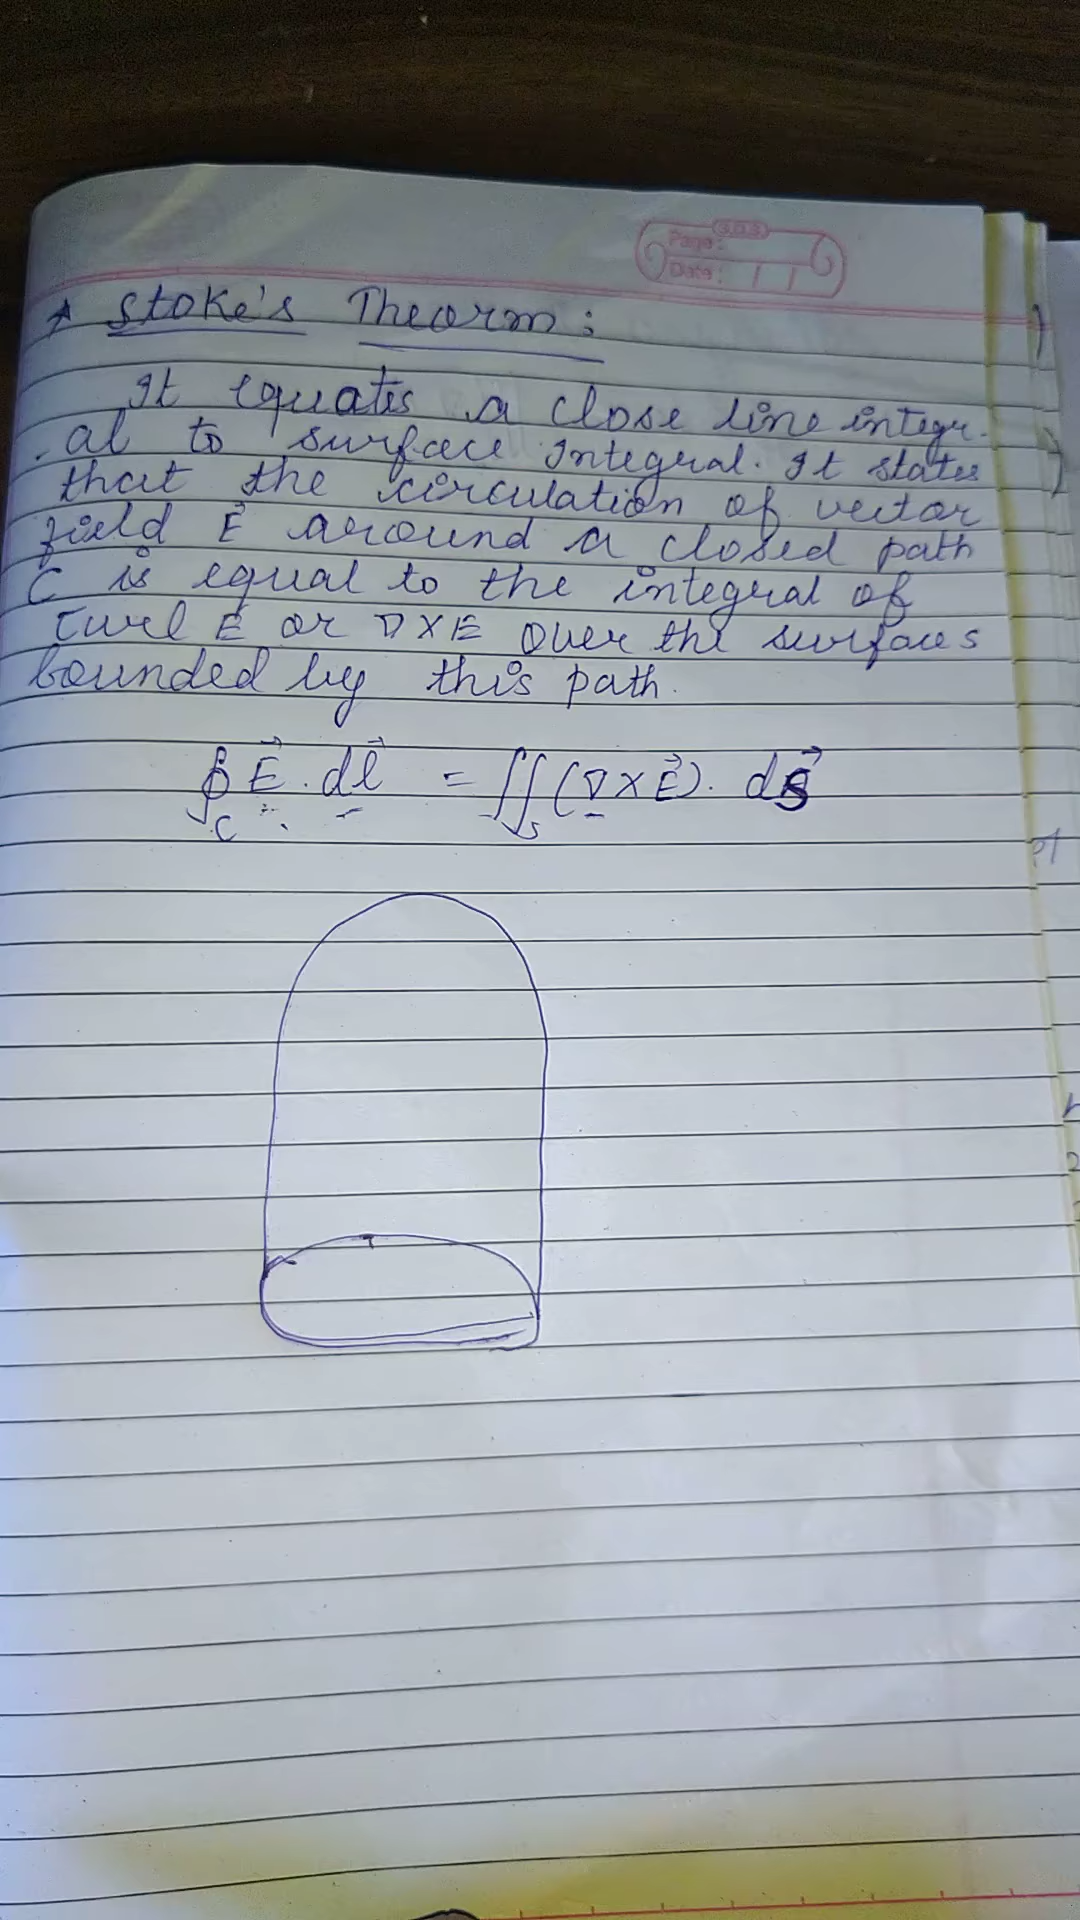 S.D.S.
Page:
Date: / /
* Stoke's Theorm:
It equates a close line integr-
al to surface Integral. It states
that the circulation of vector
field E⃗ around a closed path
C is equal to the integral of
Curl E⃗ or ∇×E over the surfaces
bounded by this path.
∮_C E⃗ . dl⃗ = ∬_S (∇×E⃗). dS⃗